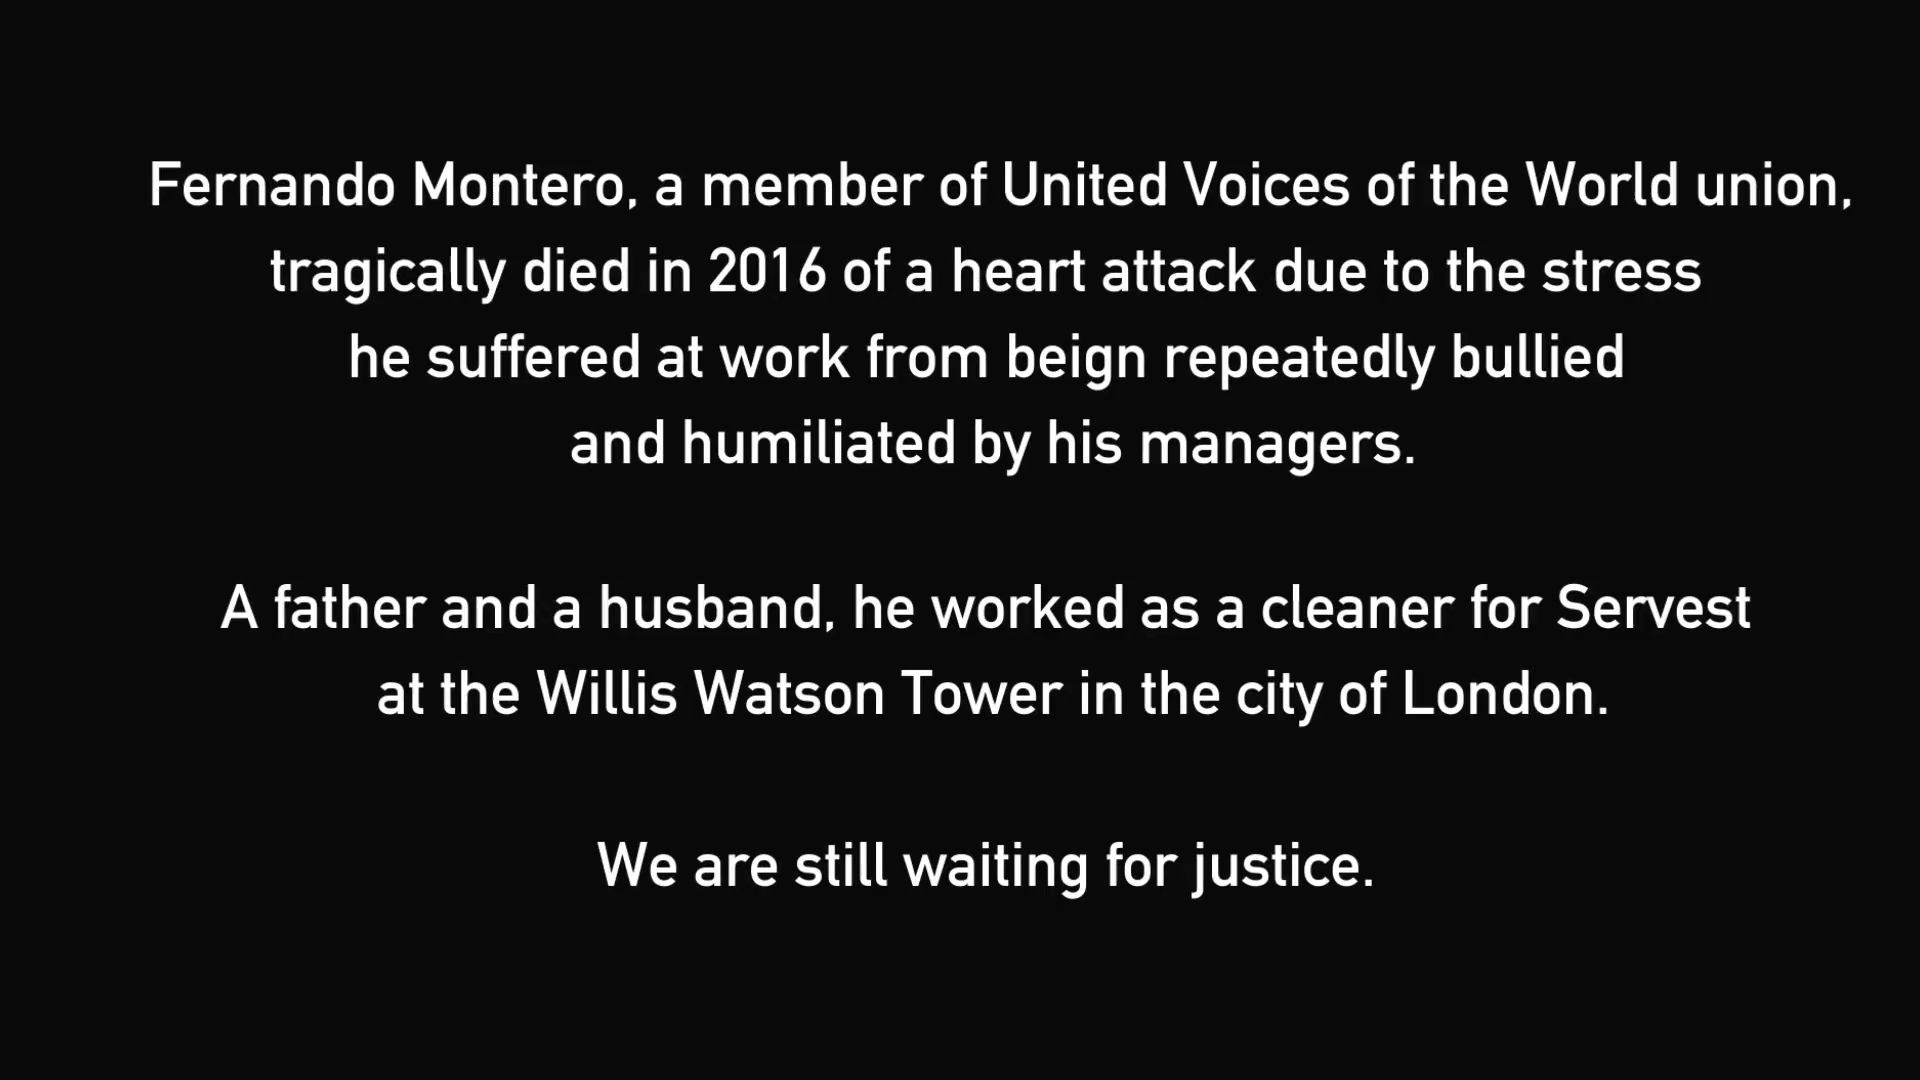 Fernando Montero, a member of United Voices of the World union,
tragically died in 2016 of a heart attack due to the stress
he suffered at work from beign repeatedly bullied
and humiliated by his managers.
A father and a husband, he worked as a cleaner for Servest
at the Willis Watson Tower in the city of London.
We are still waiting for justice.